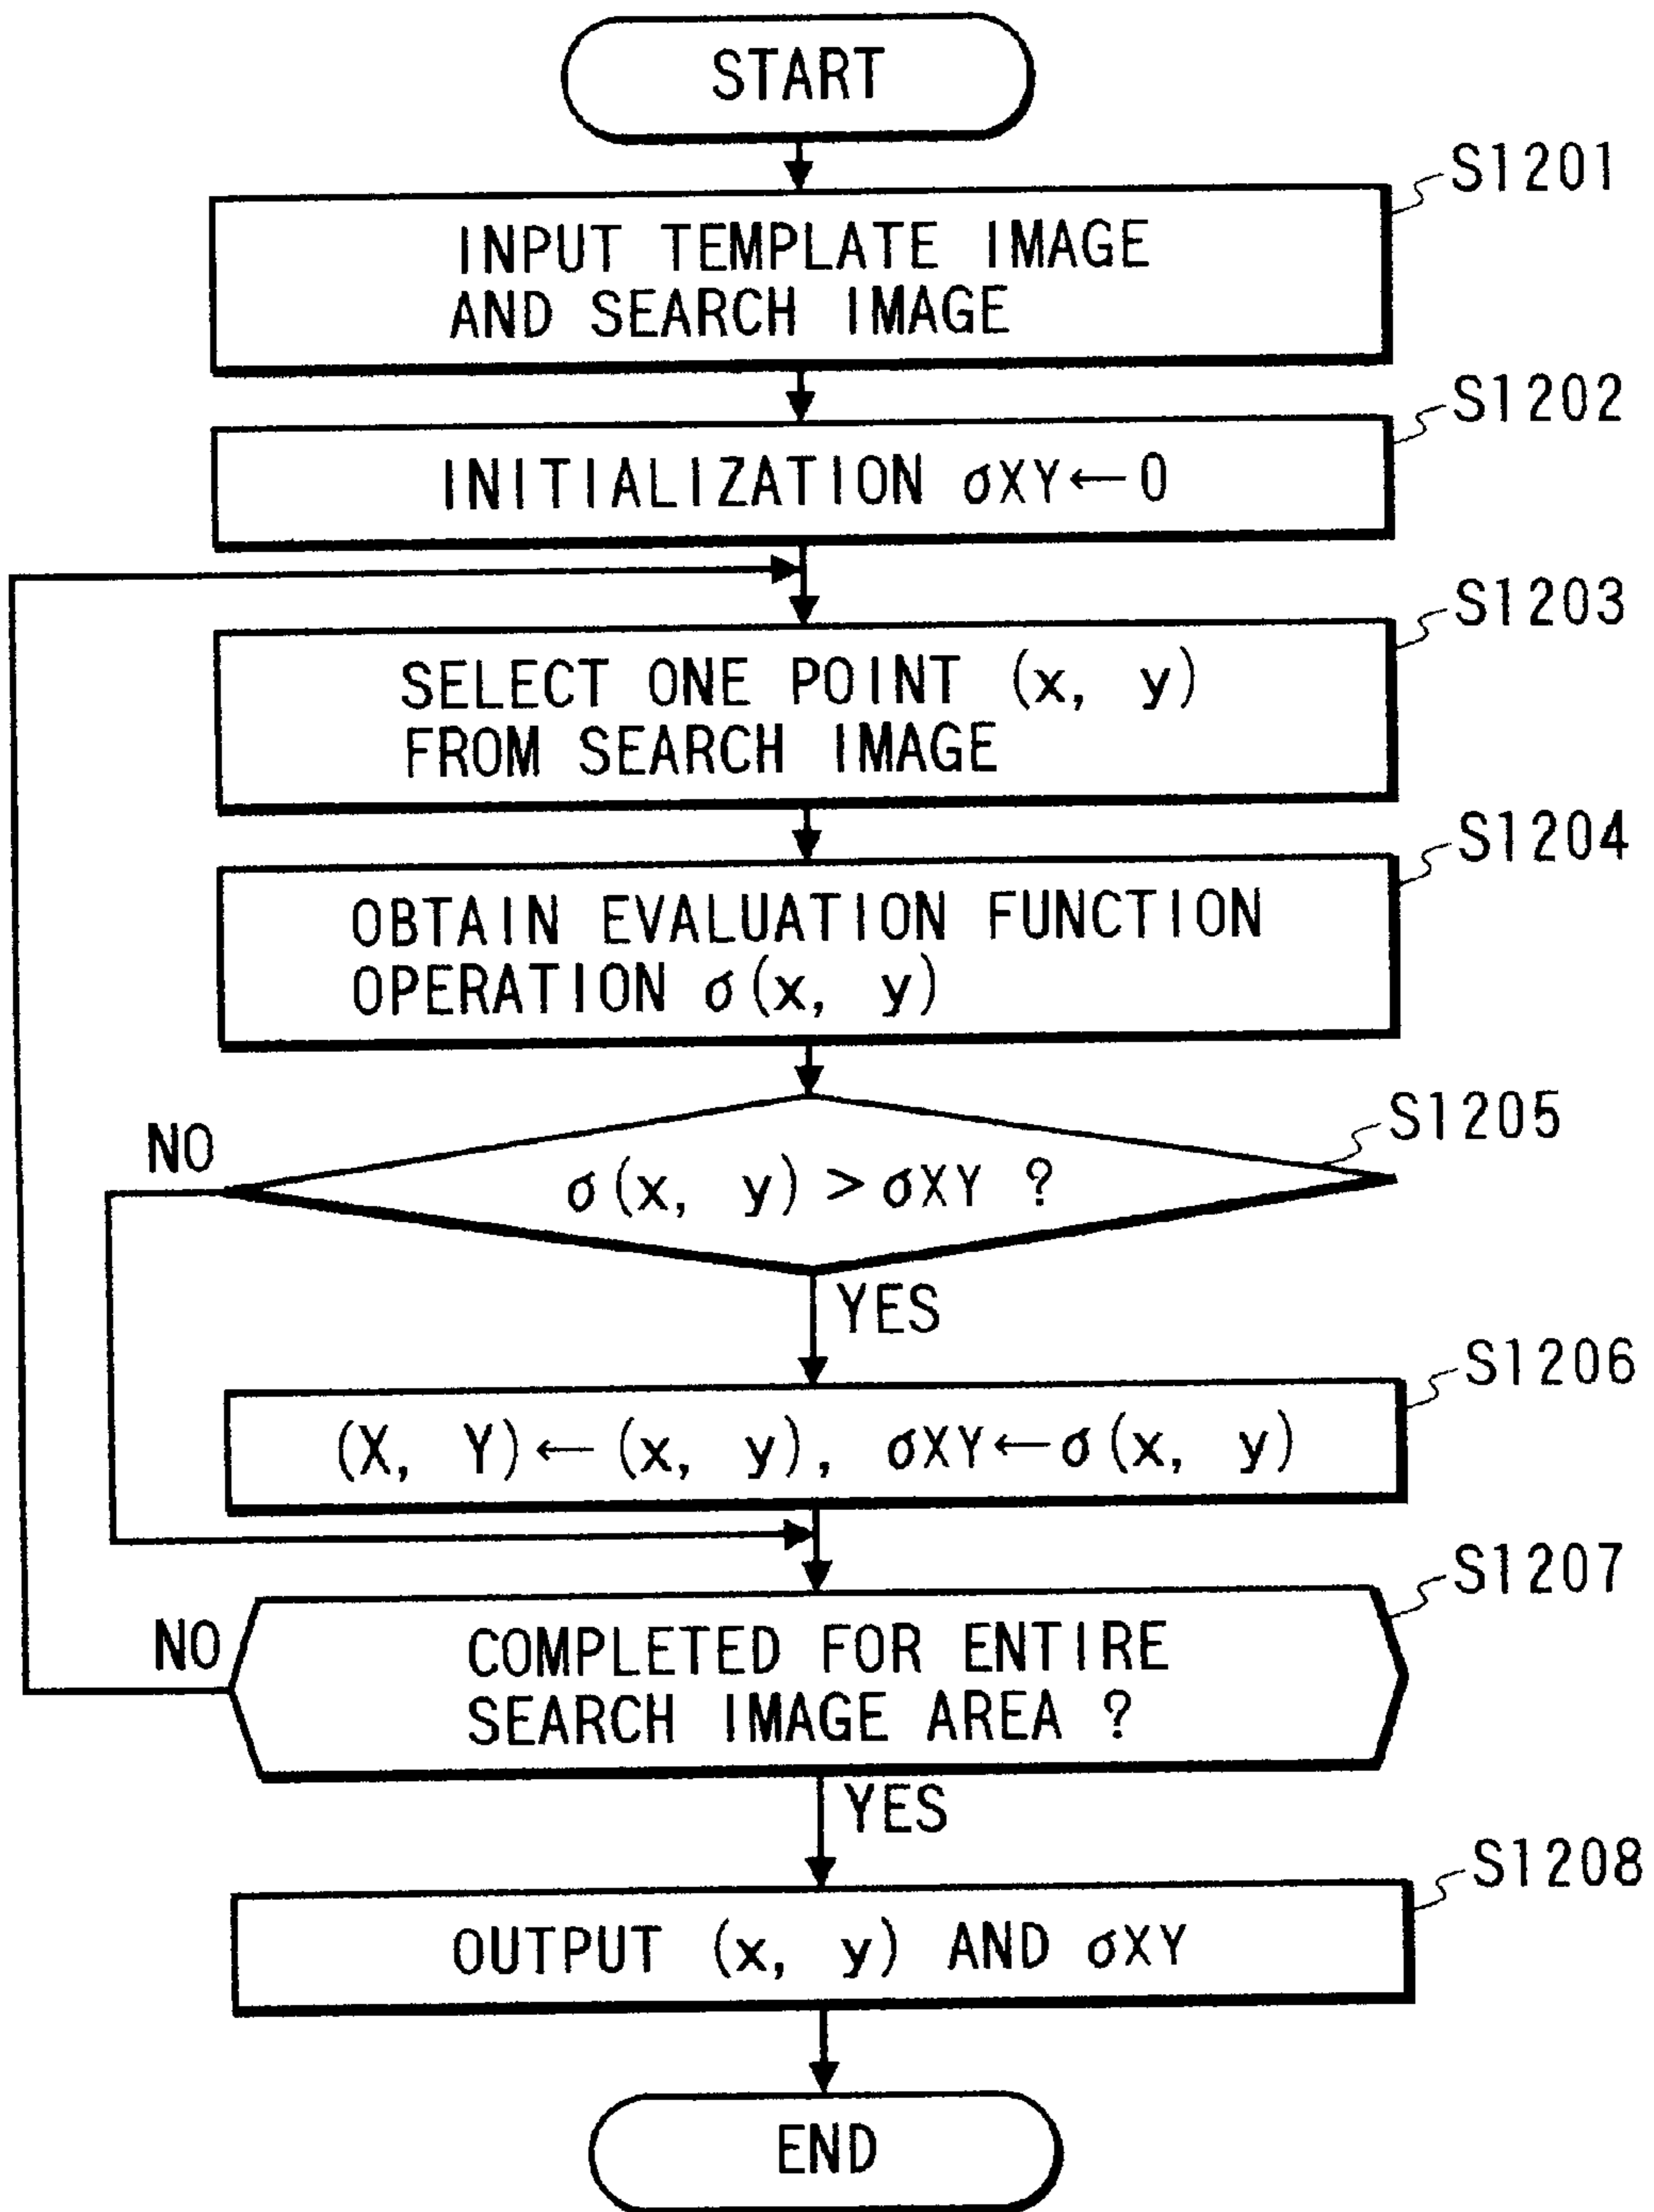 START
S1201
INPUT TEMPLATE IMAGE
AND SEARCH IMAGE
S1202
INITIALIZATION σXY←0
S1203
SELECT ONE POINT (x, y)
FROM SEARCH IMAGE
S1204
OBTAIN EVALUATION FUNCTION
OPERATION σ(x, y)
S1205
NO
σ(x, y)>σXY ?
YES
S1206
(X, Y)←(x, y), σXY←σ(x, y)
S1207
NO
COMPLETED FOR ENTIRE
SEARCH IMAGE AREA ?
YES
S1208
OUTPUT (x, y) AND σXY
END